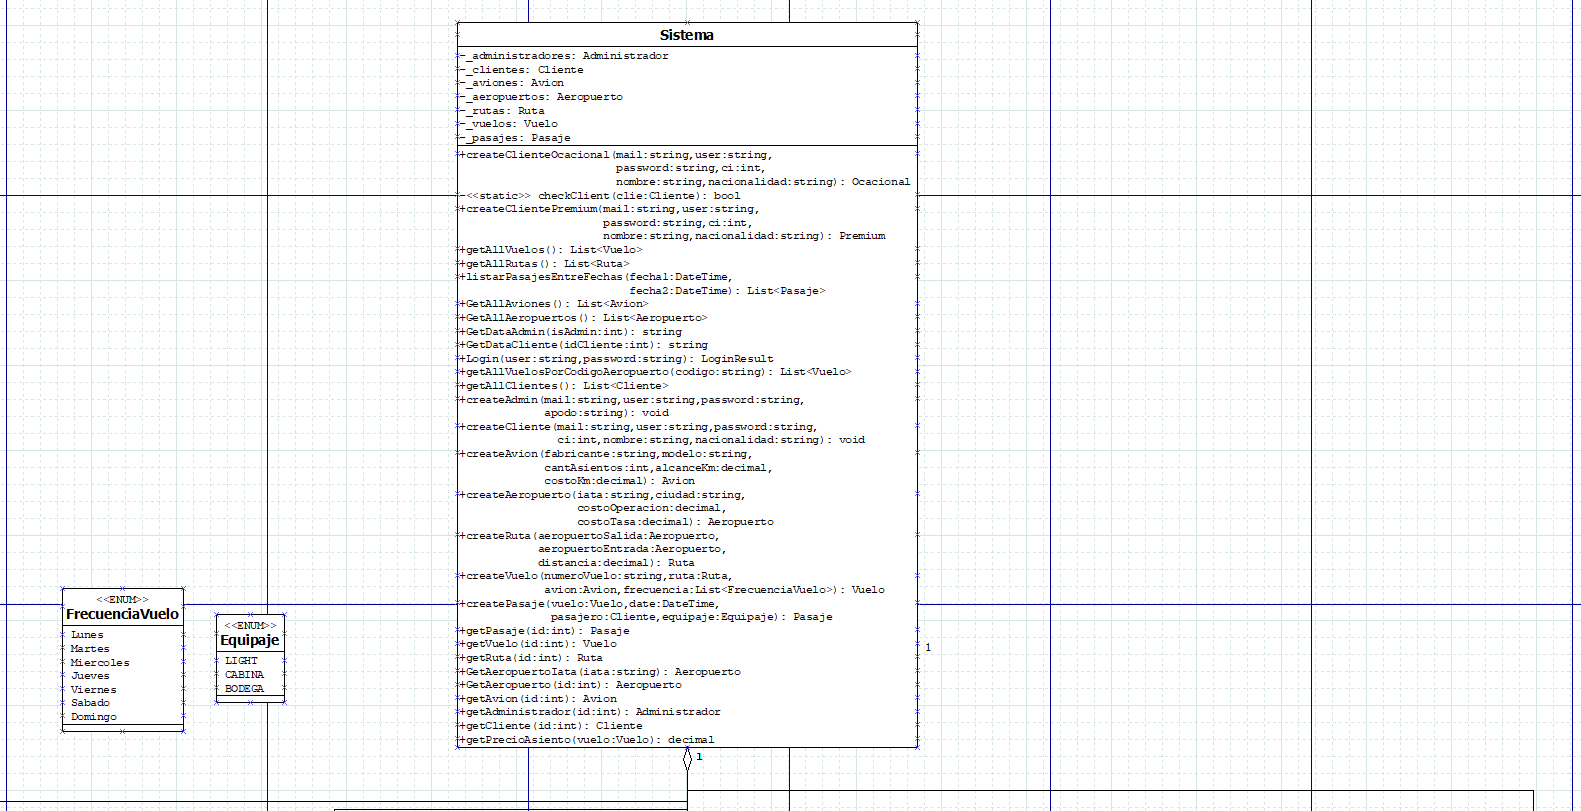 Sistema
-_administradores: Administrador
-_clientes: Cliente
-_aviones: Avion
-_aeropuertos: Aeropuerto
-_rutas: Ruta
-_vuelos: Vuelo
-_pasajes: Pasaje
+createClienteOcacional(mail:string,user:string,
password:string,ci:int,
nombre:string,nacionalidad:string): Ocacional
-<<static>> checkClient(clie:Cliente): bool
+createClientePremium(mail:string,user:string,
password:string,ci:int,
nombre:string,nacionalidad:string): Premium
+getAllVuelos(): List<Vuelo>
+getAllRutas(): List<Ruta>
+listarPasajesEntreFechas(fecha1:DateTime,
fecha2:DateTime): List<Pasaje>
+GetAllAviones(): List<Avion>
+GetAllAeropuertos(): List<Aeropuerto>
+GetDataAdmin(isAdmin:int): string
+GetDataCliente(idCliente:int): string
+Login(user:string,password:string): LoginResult
+getAllVuelosPorCodigoAeropuerto(codigo:string): List<Vuelo>
+getAllClientes(): List<Cliente>
+createAdmin(mail:string,user:string,password:string,
apodo:string): void
+createCliente(mail:string,user:string,password:string,
ci:int,nombre:string,nacionalidad:string): void
+createAvion(fabricante:string,modelo:string,
cantAsientos:int,alcanceKm:decimal,
costoKm:decimal): Avion
+createAeropuerto(iata:string,ciudad:string,
costoOperacion:decimal,
costoTasa:decimal): Aeropuerto
+createRuta(aeropuertoSalida:Aeropuerto,
aeropuertoEntrada:Aeropuerto,
distancia:decimal): Ruta
+createVuelo(numeroVuelo:string,ruta:Ruta,
avion:Avion,frecuencia:List<FrecuenciaVuelo>): Vuelo
+createPasaje(vuelo:Vuelo,date:DateTime,
pasajero:Cliente,equipaje:Equipaje): Pasaje
+getPasaje(id:int): Pasaje
+getVuelo(id:int): Vuelo
+getRuta(id:int): Ruta
+GetAeropuertoIata(iata:string): Aeropuerto
+GetAeropuerto(id:int): Aeropuerto
+getAvion(id:int): Avion
+getAdministrador(id:int): Administrador
+getCliente(id:int): Cliente
+getPrecioAsiento(vuelo:Vuelo): decimal
<<ENUM>>
FrecuenciaVuelo
Lunes
Martes
Miercoles
Jueves
Viernes
Sabado
Domingo
<<ENUM>>
Equipaje
LIGHT
CABINA
BODEGA
1
1